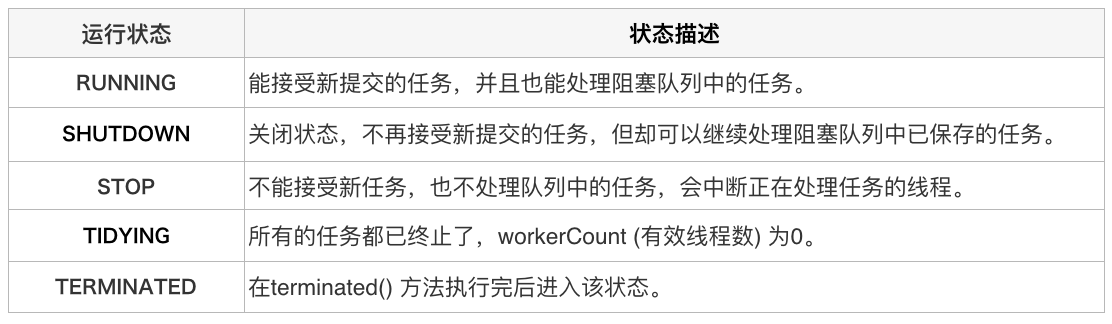 运行状态 状态描述
RUNNING 能接受新提交的任务，并且也能处理阻塞队列中的任务。
SHUTDOWN 关闭状态，不再接受新提交的任务，但却可以继续处理阻塞队列中已保存的任务。
STOP 不能接受新任务，也不处理队列中的任务，会中断正在处理任务的线程。
TIDYING 所有的任务都已终止了，workerCount (有效线程数) 为0。
TERMINATED 在terminated() 方法执行完后进入该状态。